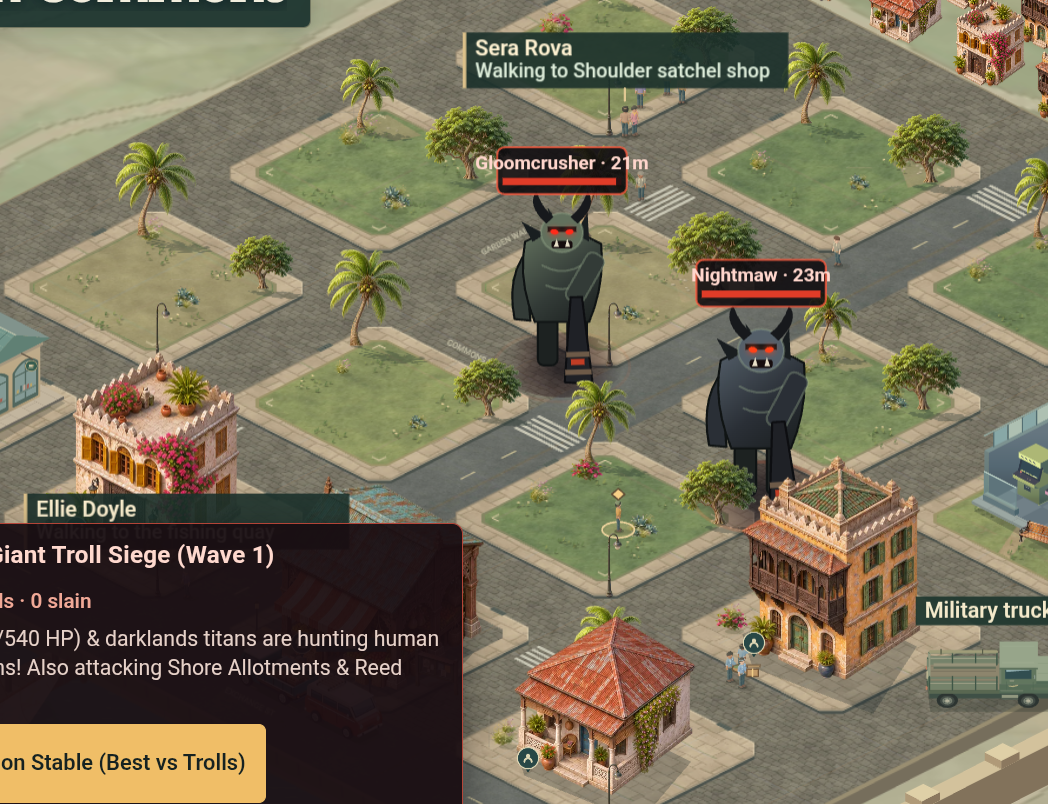 Sera Rova
Walking to Shoulder satchel shop
Gloomcrusher · 21m
GARDEN
Nightmaw · 23m
Ellie Doyle
Walking to the fishing quay
Giant Troll Siege (Wave 1)
· 0 slain
/540 HP) & darklands titans are hunting human
Also attacking Shore Allotments & Reed
on Stable (Best vs Trolls)
Military truck